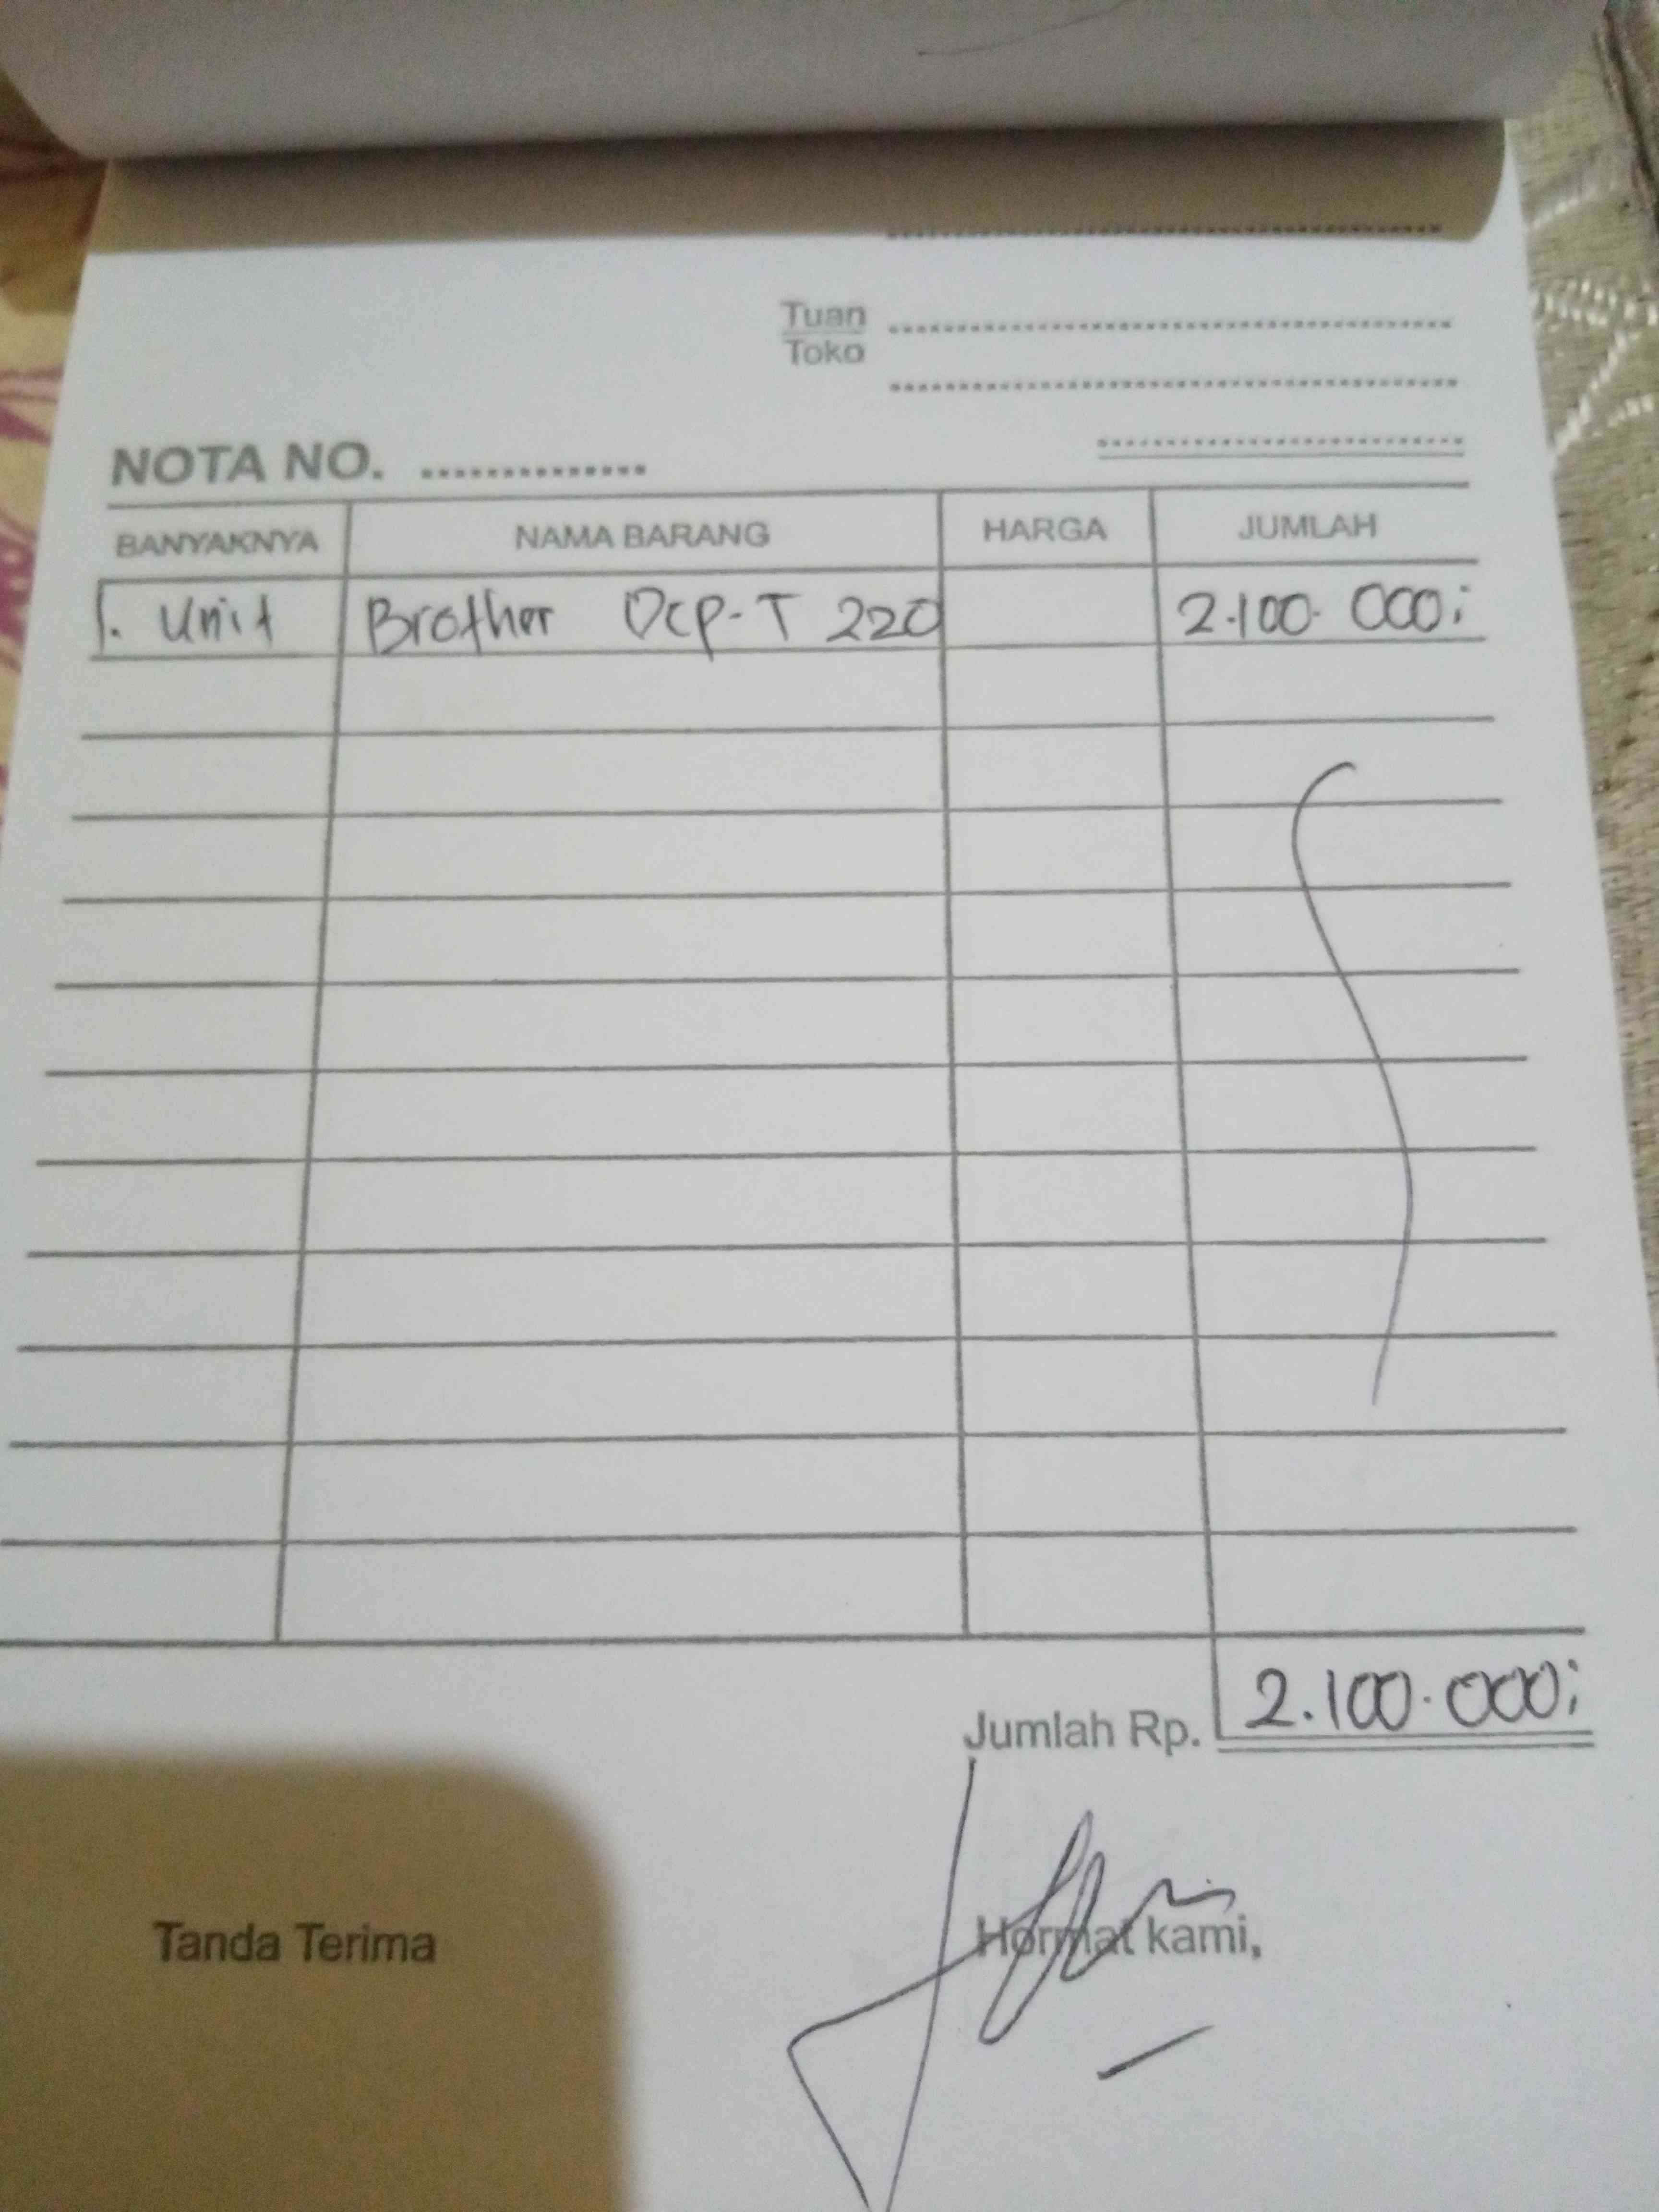 Tuan
Toko
NOTA NO.
BANYAKNYA NAMA BARANG HARGA JUMLAH
1. Unit Brother DCP-T 220 2.100.000;
Jumlah Rp. 2.100.000;
Tanda Terima Hormat kami,